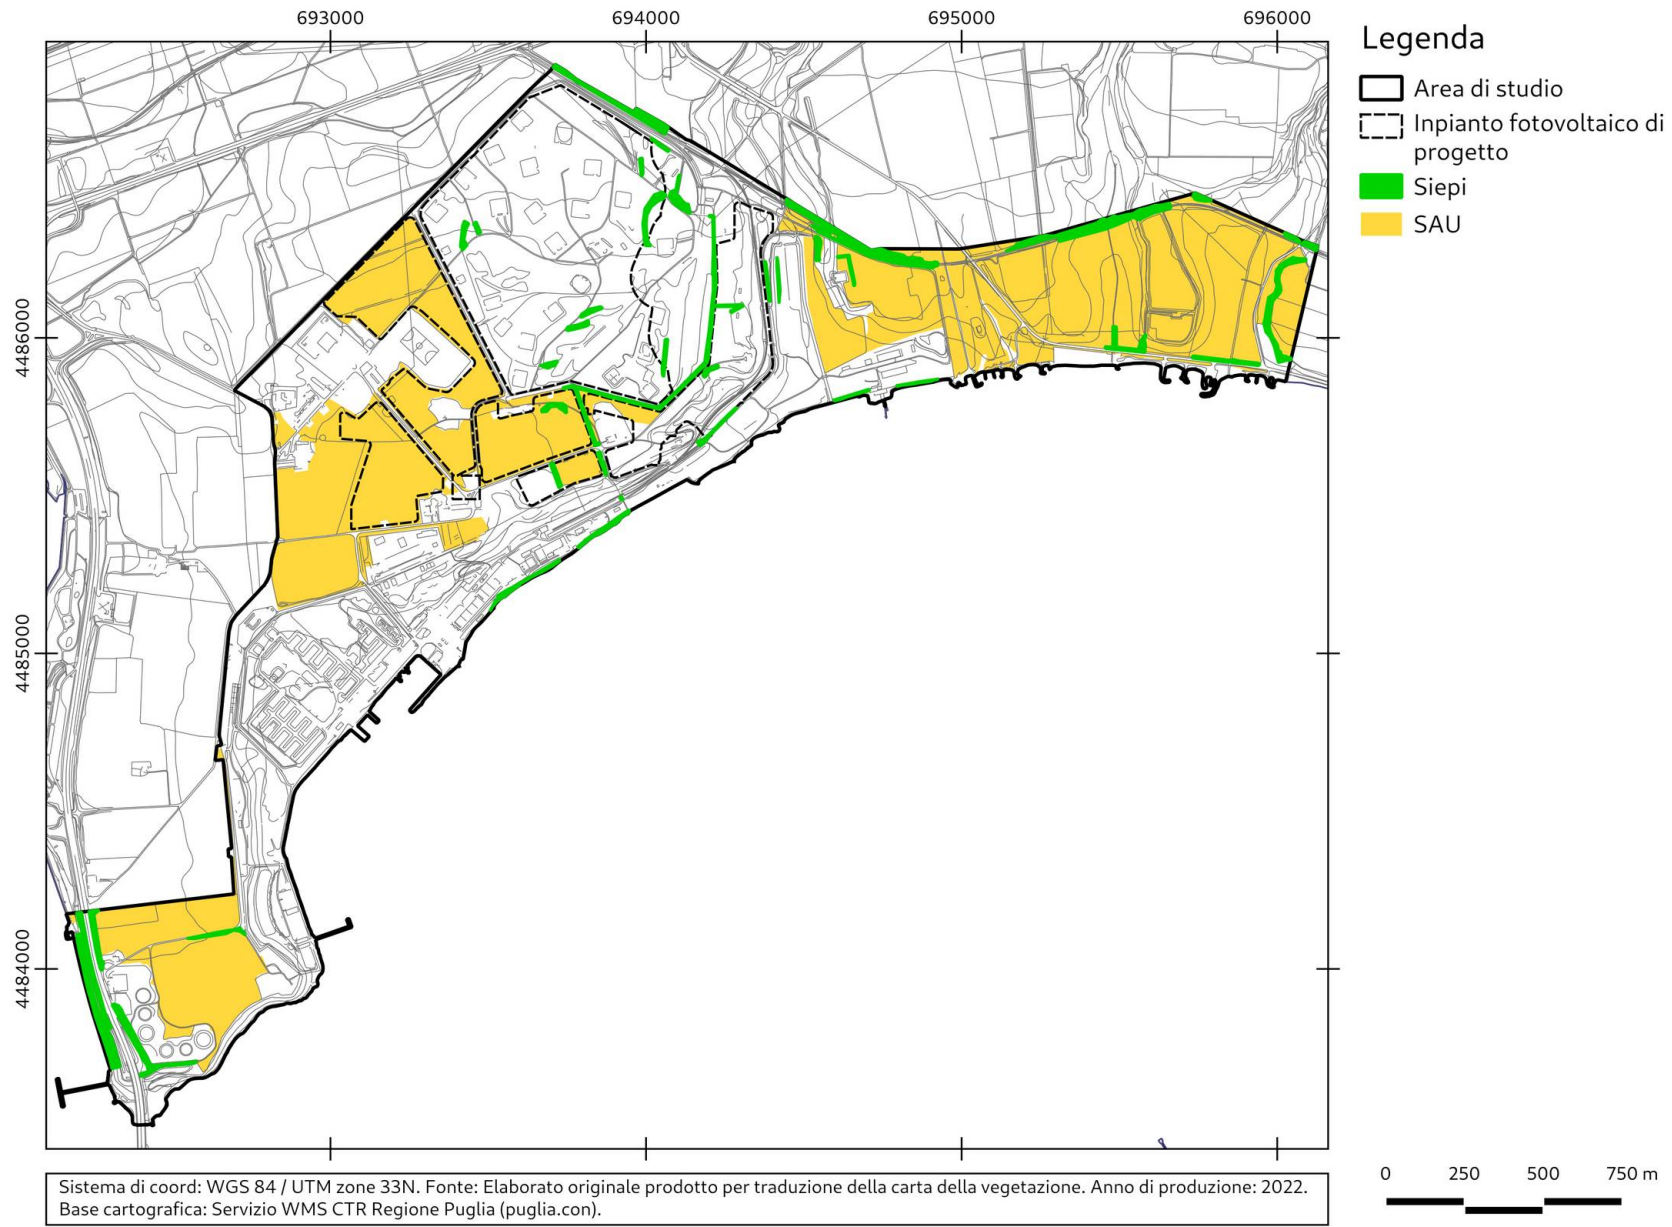 693000
694000
695000
696000
Legenda
Area di studio
Inpianto fotovoltaico di
progetto
Siepi
SAU
4486000
4485000
4484000
0
250
500
750 m
Sistema di coord: WGS 84 / UTM zone 33N. Fonte: Elaborato originale prodotto per traduzione della carta della vegetazione. Anno di produzione: 2022.
Base cartografica: Servizio WMS CTR Regione Puglia (puglia.con).